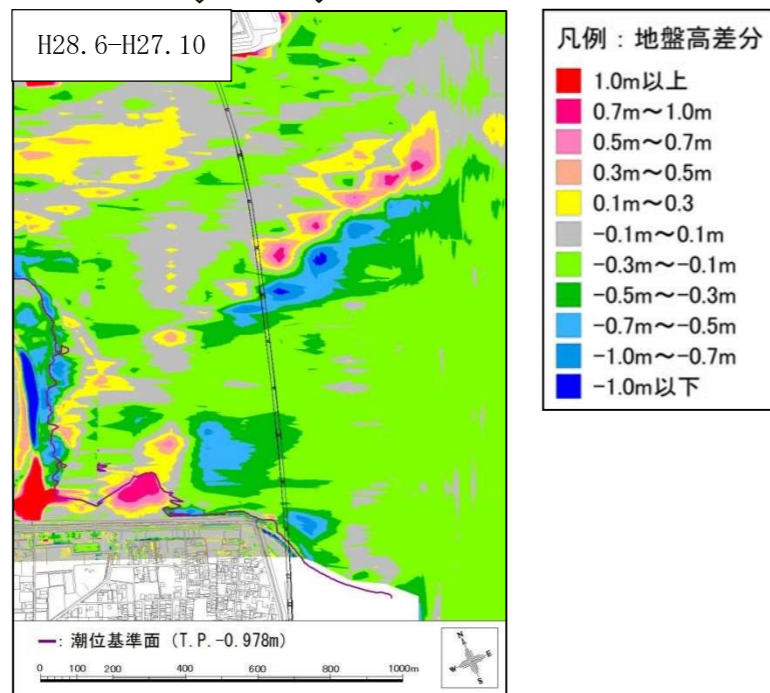 H28.6-H27.10
凡例：地盤高差分
1.0m以上
0.7m～1.0m
0.5m～0.7m
0.3m～0.5m
0.1m～0.3
-0.1m～0.1m
-0.3m～-0.1m
-0.5m～-0.3m
-0.7m～-0.5m
-1.0m～-0.7m
-1.0m以下
━: 潮位基準面 (T.P.-0.978m)
0 100 200 400 600 800 1000m
N
W E
S